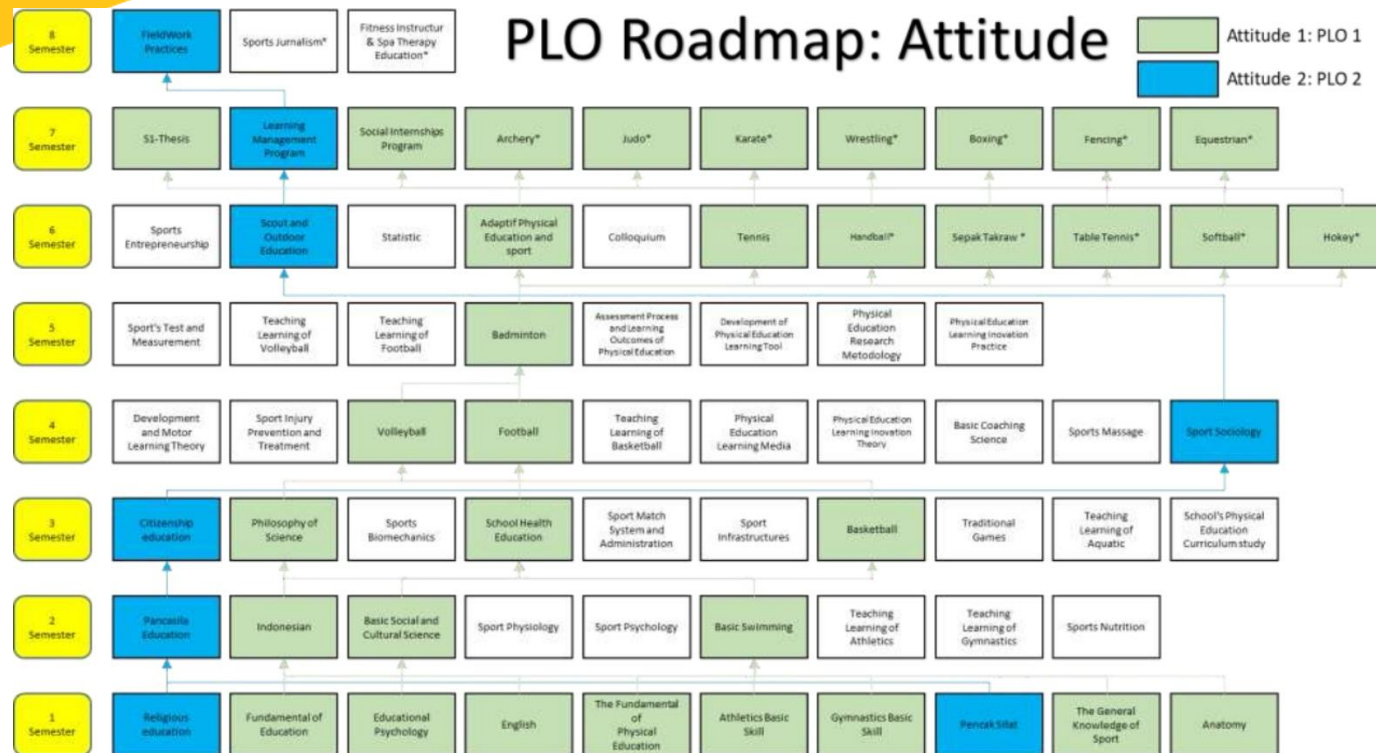 PLO Roadmap: Attitude
Attitude 1: PLO 1
Attitude 2: PLO 2
8
Semester
FieldWork
Practices
Sports Jurnalism*
Fitness Instructur
& Spa Therapy
Education*
7
Semester
S1-Thesis
Learning
Management
Program
Social Internships
Program
Archery*
Judo*
Karate*
Wrestling*
Boxing*
Fencing*
Equestrian*
6
Semester
Sports
Entrepreneurship
Scout and
Outdoor
Education
Statistic
Adaptif Physical
Education and
sport
Colloquium
Tennis
Handball*
Sepak Takraw *
Table Tennis*
Softball*
Hokey*
5
Semester
Sport's Test and
Measurement
Teaching
Learning of
Volleyball
Teaching
Learning of
Football
Badminton
Assessment Process
and Learning
Outcomes of
Physical Education
Development of
Physical Education
Learning Tool
Physical
Education
Research
Metodology
Physical Education
Learning Inovation
Practice
4
Semester
Development
and Motor
Learning Theory
Sport Injury
Prevention and
Treatment
Volleyball
Football
Teaching
Learning of
Basketball
Physical
Education
Learning Media
Physical Education
Learning Inovation
Theory
Basic Coaching
Science
Sports Massage
Sport Sociology
3
Semester
Citizenship
education
Philosophy of
Science
Sports
Biomechanics
School Health
Education
Sport Match
System and
Administration
Sport
Infrastructures
Basketball
Traditional
Games
Teaching
Learning of
Aquatic
School's Physical
Education
Curriculum study
2
Semester
Pancasila
Education
Indonesian
Basic Social and
Cultural Science
Sport Physiology
Sport Psychology
Basic Swimming
Teaching
Learning of
Athletics
Teaching
Learning of
Gymnastics
Sports Nutrition
1
Semester
Religious
education
Fundamental of
Education
Educational
Psychology
English
The Fundamental
of
Physical
Education
Athletics Basic
Skill
Gymnastics Basic
Skill
Pencak Silat
The General
Knowledge of
Sport
Anatomy